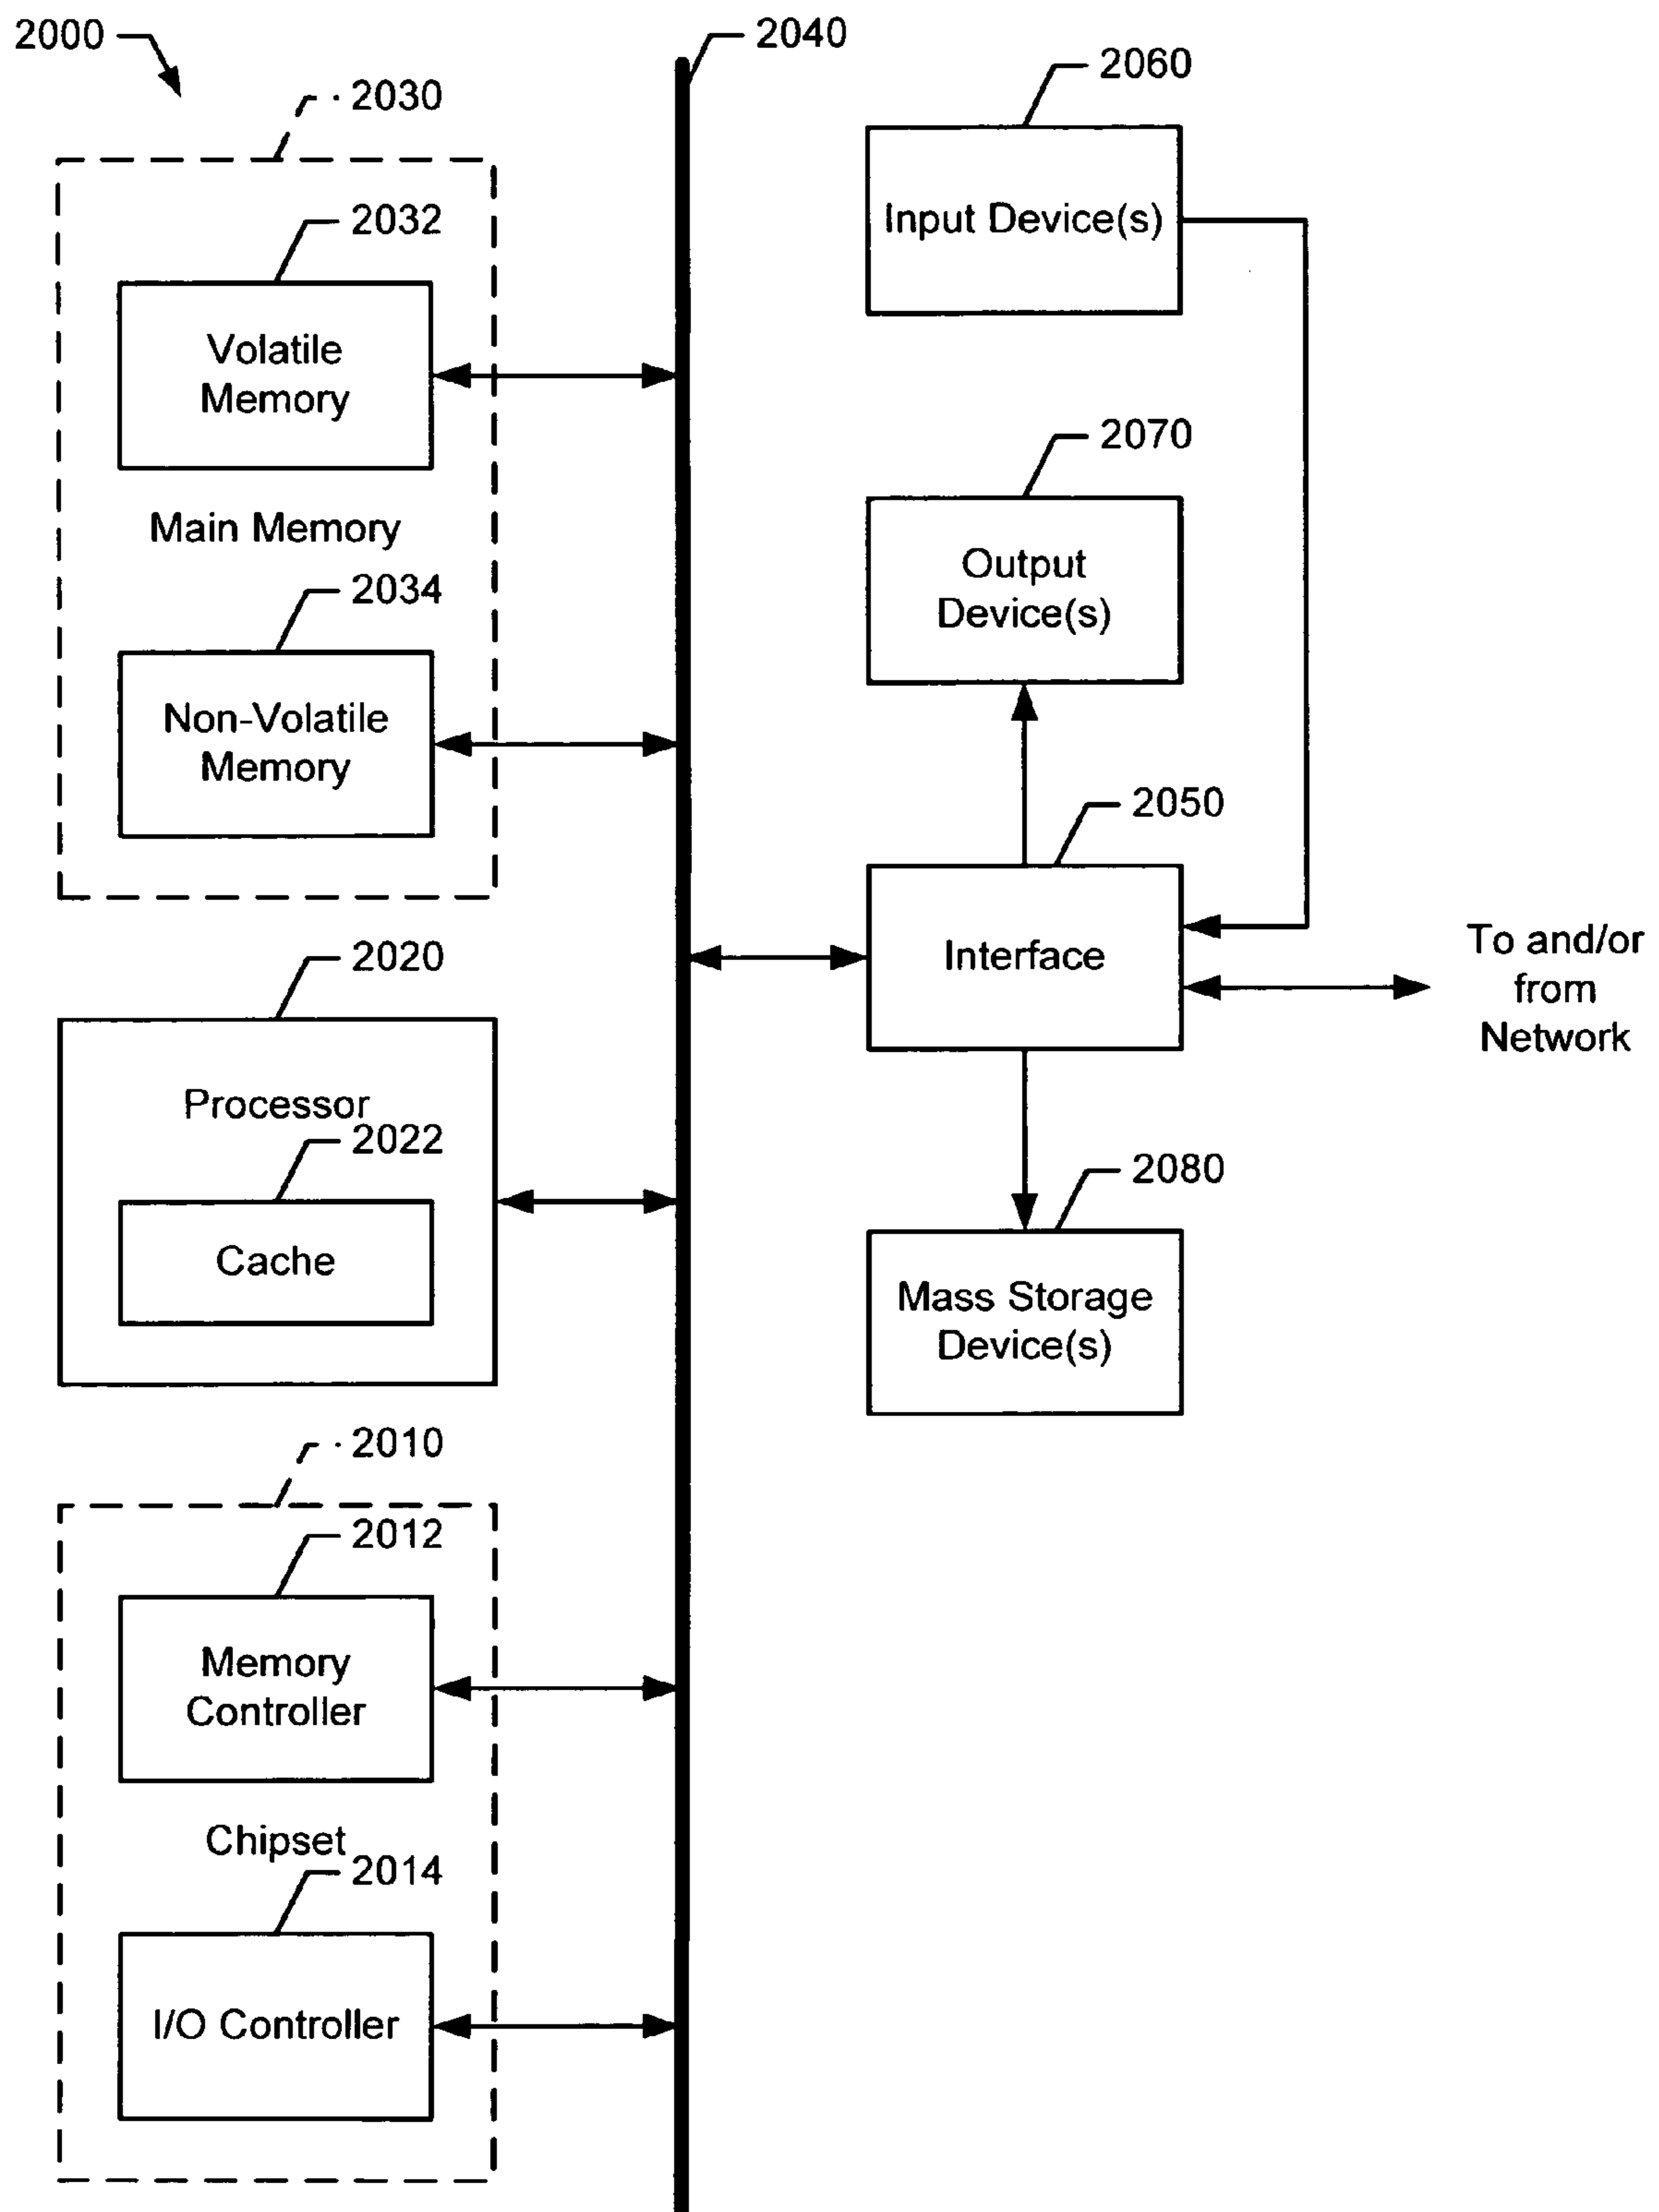 2000
2040
2060
2030
2032
Input Device(s)
Volatile
Memory
2070
Main Memory
Output
Device(s)
2034
Non-Volatile
Memory
2050
2020
Interface
To and/or
from
Network
Processor
2022
2080
Cache
Mass Storage
Device(s)
2010
2012
Memory
Controller
Chipset
2014
I/O Controller